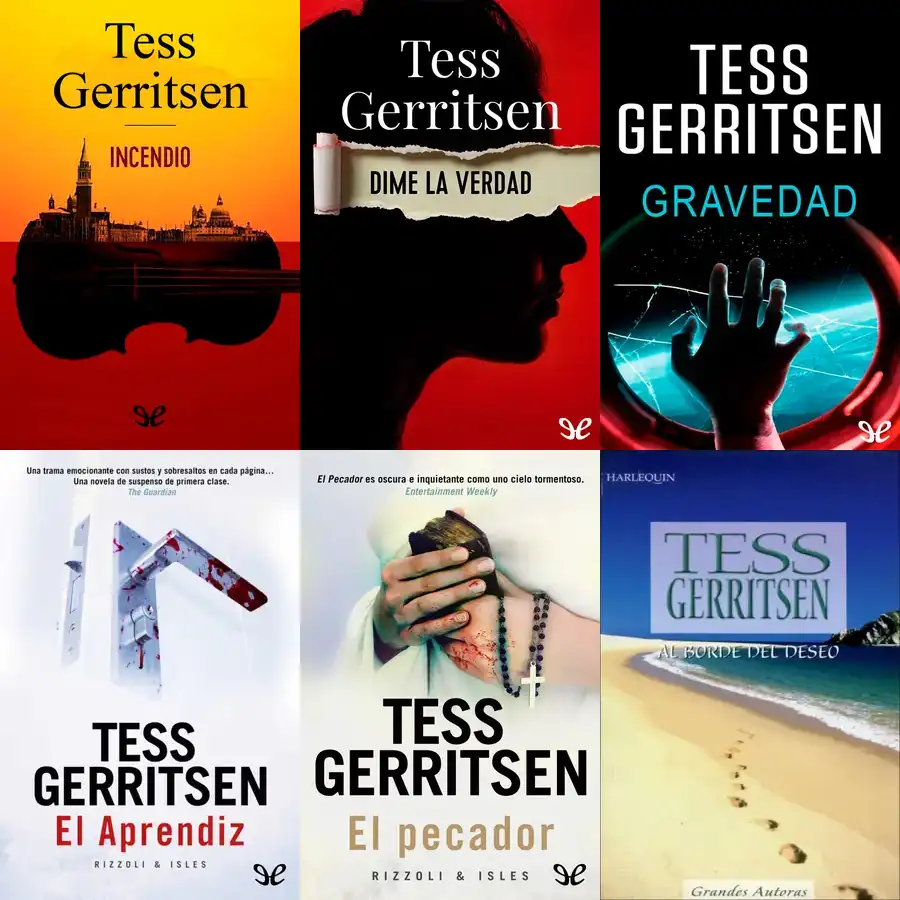 Tess
Gerritsen
INCENDIO
Tess
Gerritsen
DIME LA VERDAD
TESS
GERRITSEN
GRAVEDAD
Una trama emocionante con sustos y sobresaltos en cada página...
Una novela de suspenso de primera clase.
The Guardian
TESS
GERRITSEN
El Aprendiz
RIZZOLI & ISLES
El Pecador es oscura e inquietante como uno cielo tormentoso.
Entertainment Weekly
TESS
GERRITSEN
El pecador
RIZZOLI & ISLES
HARLEQUIN
TESS
GERRITSEN
AL BORDE DEL DESEO
Grandes Autoras